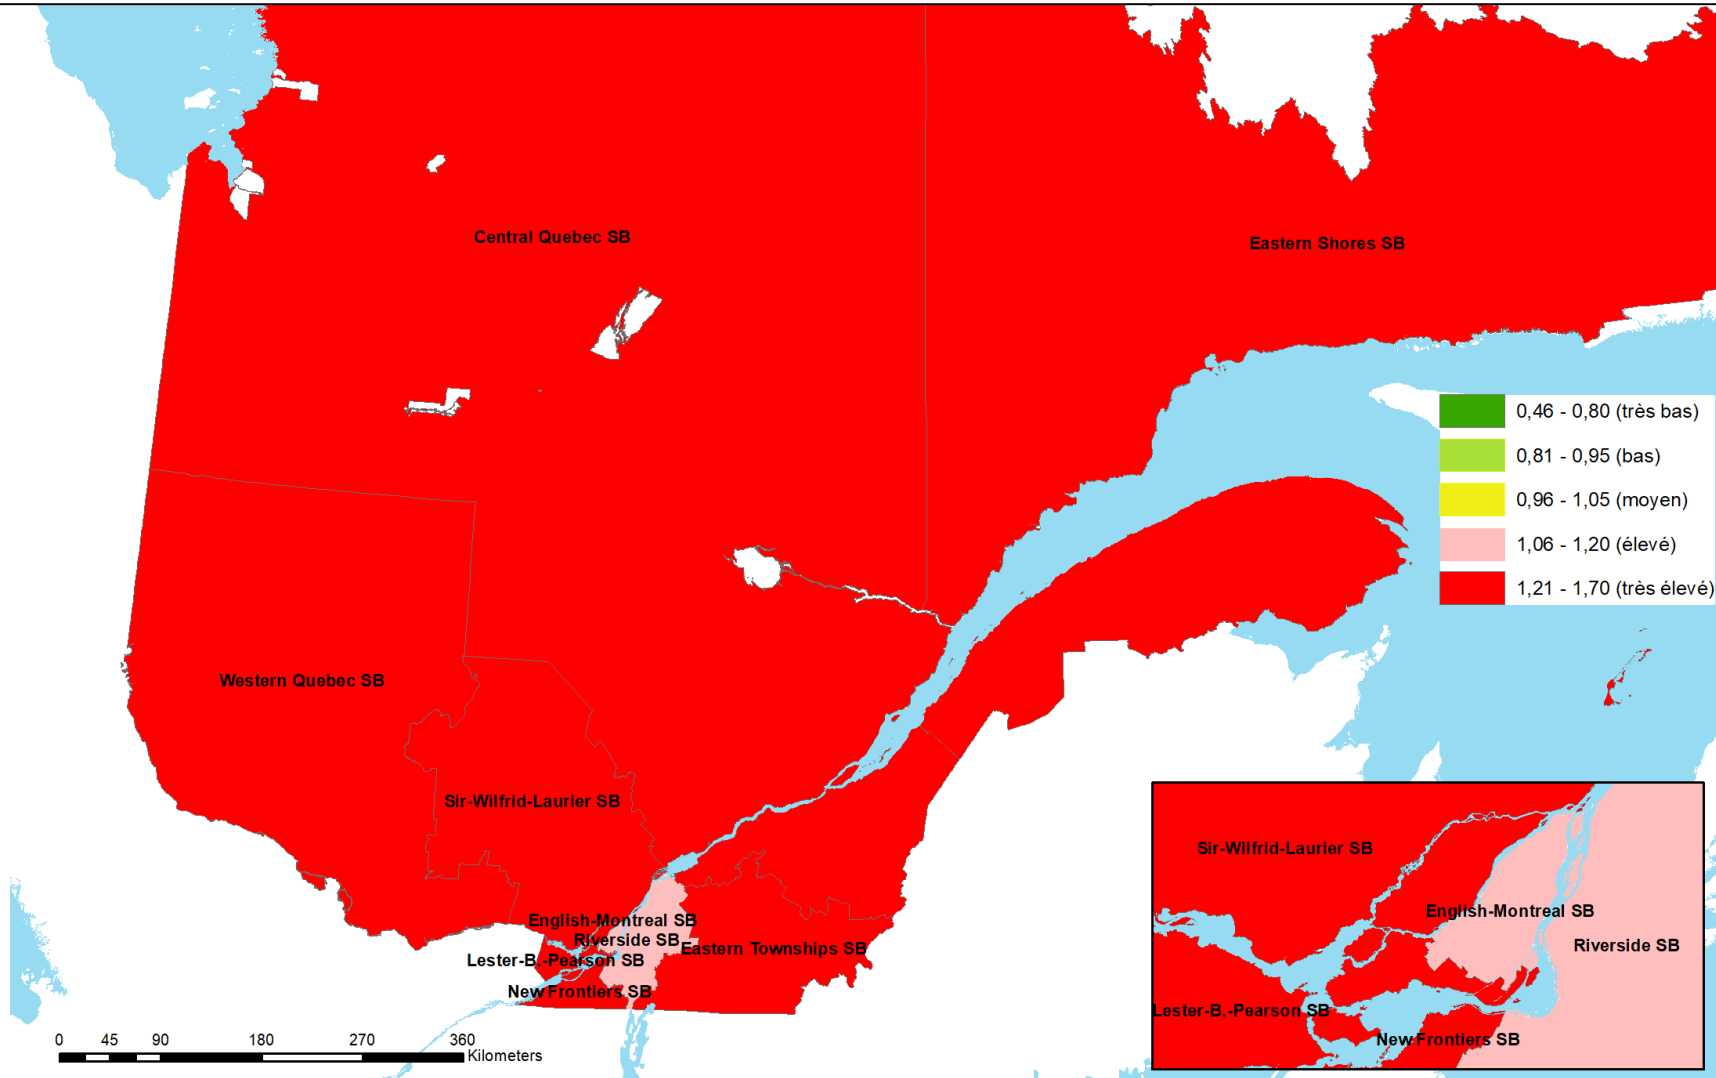 Central Quebec SB
Eastern Shores SB
0,46 - 0,80 (très bas)
0,81 - 0,95 (bas)
0,96 - 1,05 (moyen)
1,06 - 1,20 (élevé)
1,21 - 1,70 (très élevé)
Western Quebec SB
Sir-Wilfrid-Laurier SB
English-Montreal SB
Riverside SB
Eastern Townships SB
Lester-B.-Pearson SB
New Frontiers SB
0 45 90 180 270 360
Kilometers
Sir-Wilfrid-Laurier SB
English-Montreal SB
Riverside SB
Lester-B.-Pearson SB
New Frontiers SB